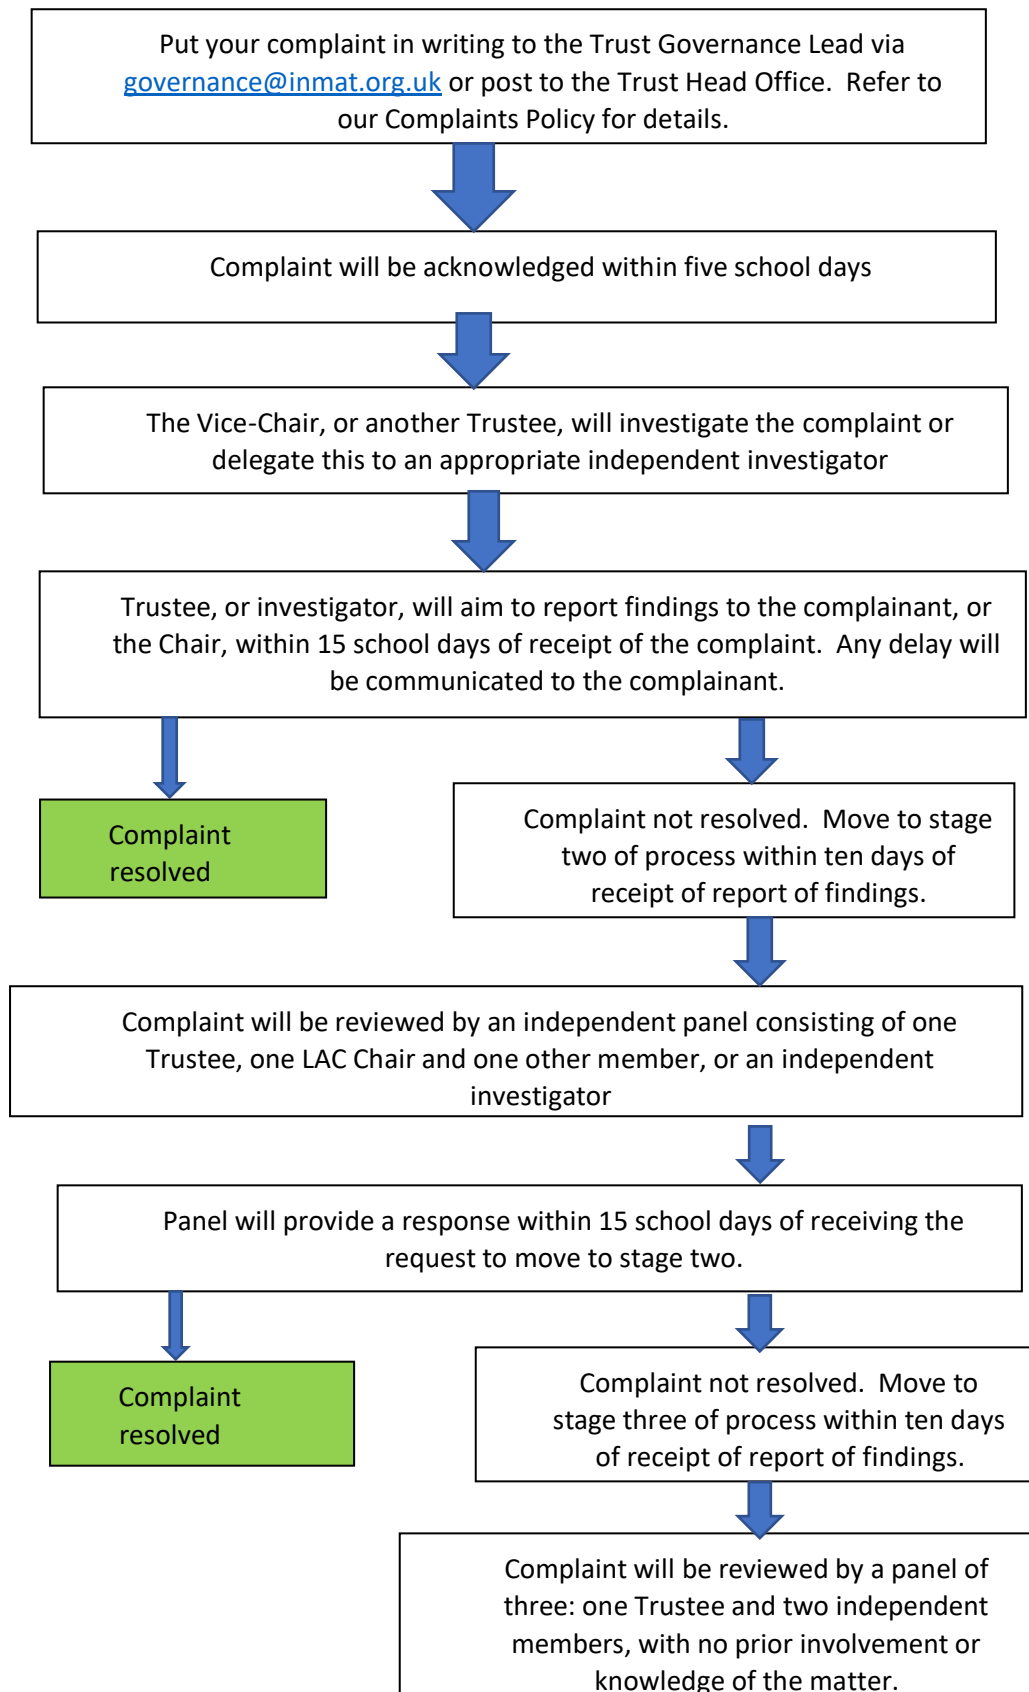 Put your complaint in writing to the Trust Governance Lead via
governance@inmat.org.uk or post to the Trust Head Office.  Refer to
our Complaints Policy for details.
Complaint will be acknowledged within five school days
The Vice-Chair, or another Trustee, will investigate the complaint or
delegate this to an appropriate independent investigator
Trustee, or investigator, will aim to report findings to the complainant, or
the Chair, within 15 school days of receipt of the complaint.  Any delay will
be communicated to the complainant.
Complaint
resolved
Complaint not resolved.  Move to stage
two of process within ten days of
receipt of report of findings.
Complaint will be reviewed by an independent panel consisting of one
Trustee, one LAC Chair and one other member, or an independent
investigator
Panel will provide a response within 15 school days of receiving the
request to move to stage two.
Complaint
resolved
Complaint not resolved.  Move to
stage three of process within ten days
of receipt of report of findings.
Complaint will be reviewed by a panel of
three: one Trustee and two independent
members, with no prior involvement or
knowledge of the matter.